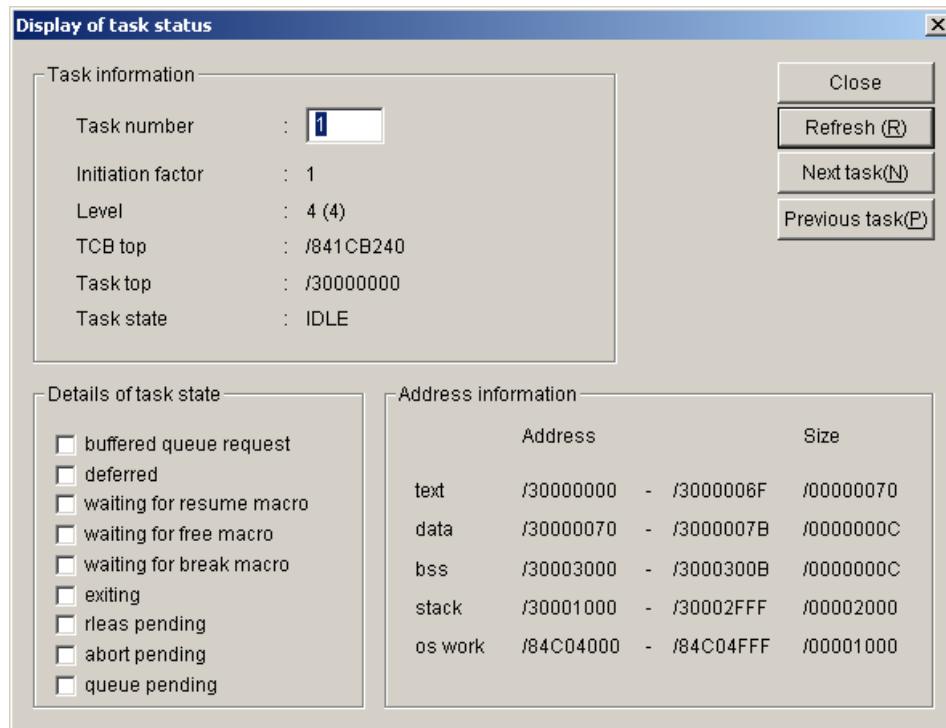 Display of task status
Task information
Task number : 1
Initiation factor : 1
Level : 4 (4)
TCB top : /841CB240
Task top : /30000000
Task state : IDLE
Close
Refresh (R)
Next task(N)
Previous task(P)
Details of task state
buffered queue request
deferred
waiting for resume macro
waiting for free macro
waiting for break macro
exiting
rleas pending
abort pending
queue pending
Address information
Address Size
text /30000000 - /3000006F /00000070
data /30000070 - /3000007B /0000000C
bss /30003000 - /3000300B /0000000C
stack /30001000 - /30002FFF /00002000
os work /84C04000 - /84C04FFF /00001000